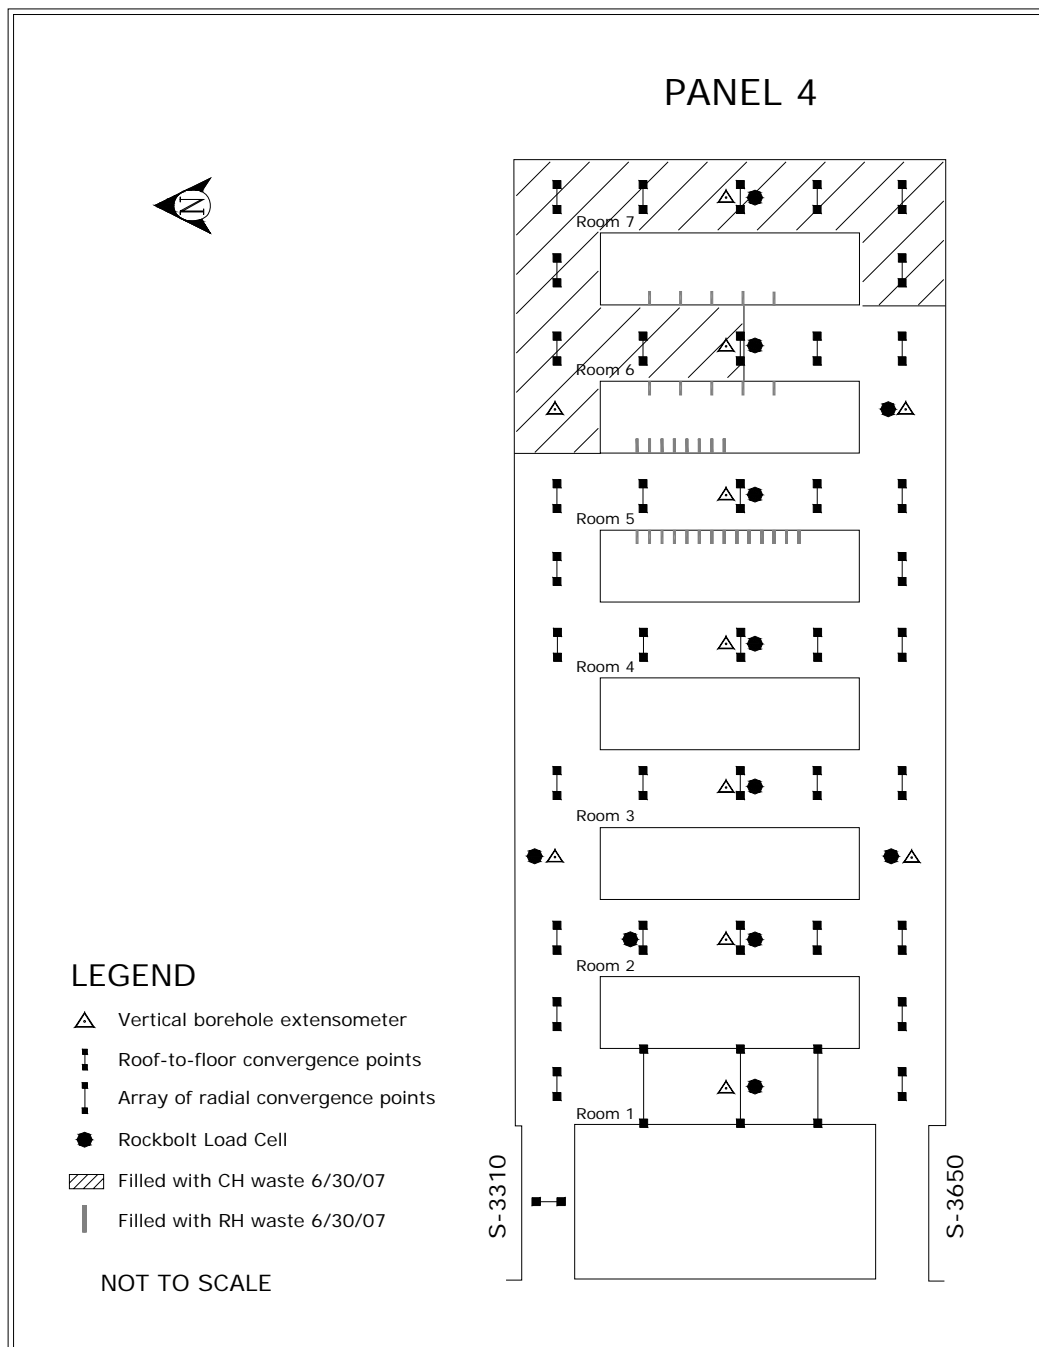 PANEL 4
N
Room 7
Room 6
Room 5
Room 4
Room 3
Room 2
Room 1
S-3310
S-3650
LEGEND
Vertical borehole extensometer
Roof-to-floor convergence points
Array of radial convergence points
Rockbolt Load Cell
Filled with CH waste 6/30/07
Filled with RH waste 6/30/07
NOT TO SCALE